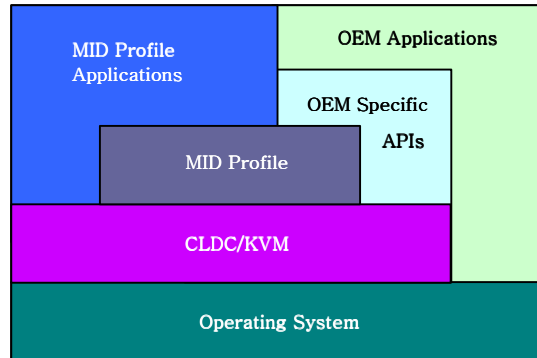 MID Profile
Applications
OEM Applications
OEM Specific
APIs
MID Profile
CLDC/KVM
Operating System